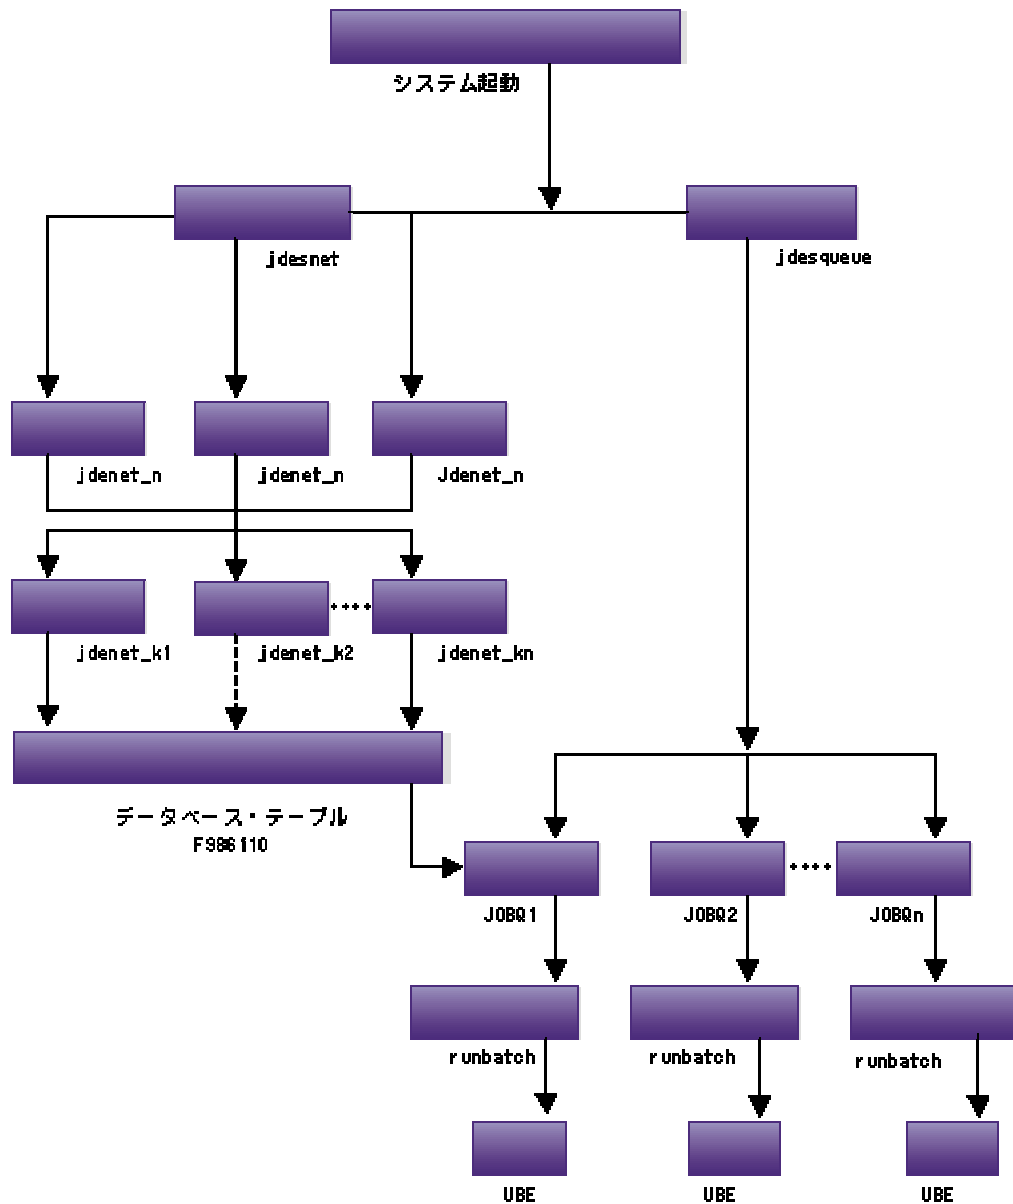 システム起動
jdesnet
jdesqueue
jdenet_n
jdenet_n
Jdenet_n
jdenet_k1
jdenet_k2
jdenet_kn
データベース・テーブル
F986110
JOBQ1
JOBQ2
JOBQn
runbatch
runbatch
runbatch
UBE
UBE
UBE